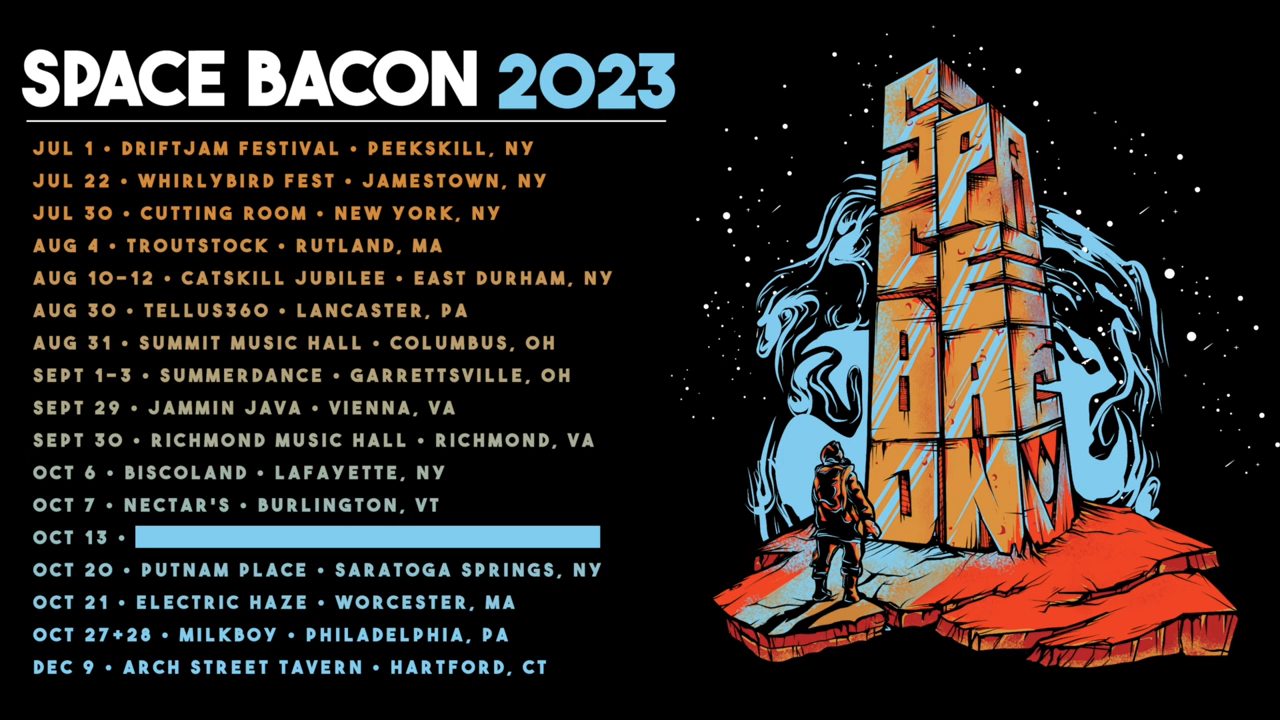 SPACE BACON 2023
JUL 1 • DRIFTJAM FESTIVAL • PEEKSKILL, NY
JUL 22 • WHIRLYBIRD FEST • JAMESTOWN, NY
JUL 30 • CUTTING ROOM • NEW YORK, NY
AUG 4 • TROUTSTOCK • RUTLAND, MA
AUG 10-12 • CATSKILL JUBILEE • EAST DURHAM, NY
AUG 30 • TELLUS360 • LANCASTER, PA
AUG 31 • SUMMIT MUSIC HALL • COLUMBUS, OH
SEPT 1-3 • SUMMERDANCE • GARRETTSVILLE, OH
SEPT 29 • JAMMIN JAVA • VIENNA, VA
SEPT 30 • RICHMOND MUSIC HALL • RICHMOND, VA
OCT 6 • BISCOLAND • LAFAYETTE, NY
OCT 7 • NECTAR'S • BURLINGTON, VT
OCT 13 •
OCT 20 • PUTNAM PLACE • SARATOGA SPRINGS, NY
OCT 21 • ELECTRIC HAZE • WORCESTER, MA
OCT 27+28 • MILKBOY • PHILADELPHIA, PA
DEC 9 • ARCH STREET TAVERN • HARTFORD, CT
SPA
CE
BAC
ON